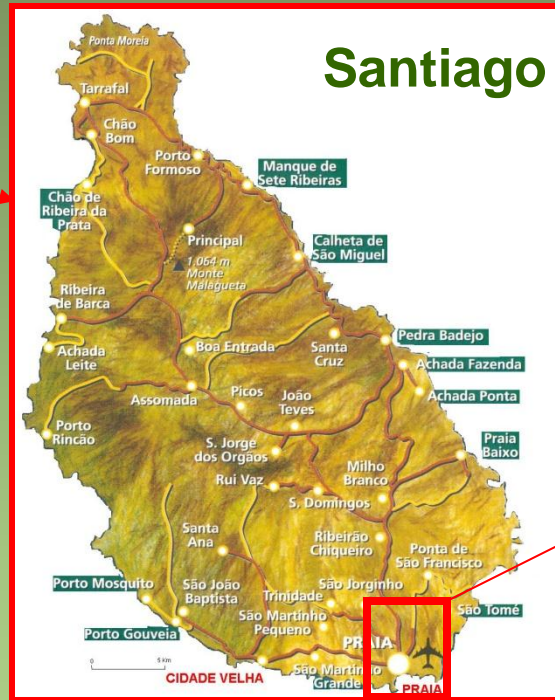 Santiago
Ponta Moreia
Tarrafal
Chão
Bom
Porto
Formoso
Manque de
Sete Ribeiras
Chão de
Ribeira da
Prata
Principal
1,064 m
Monte
Malagueta
Calheta de
São Miguel
Ribeira
de Barca
Achada
Leite
Boa Entrada
Santa
Cruz
Pedra Badejo
Achada Fazenda
Achada Ponta
Assomada
Picos
João
Teves
Porto
Rincão
S. Jorge
dos Orgãos
Praia
Baixo
Milho
Branco
Rui Vaz
S. Domingos
Santa
Ana
Ribeirão
Chiqueiro
Ponta de
São Francisco
Porto Mosquito
São João
Baptista
Trinidade
São Jorginho
São Tomé
São Martinho
Pequeno
Porto Gouveia
PRAIA
São Martinho
Grande
0 5 Km
CIDADE VELHA
PRAIA